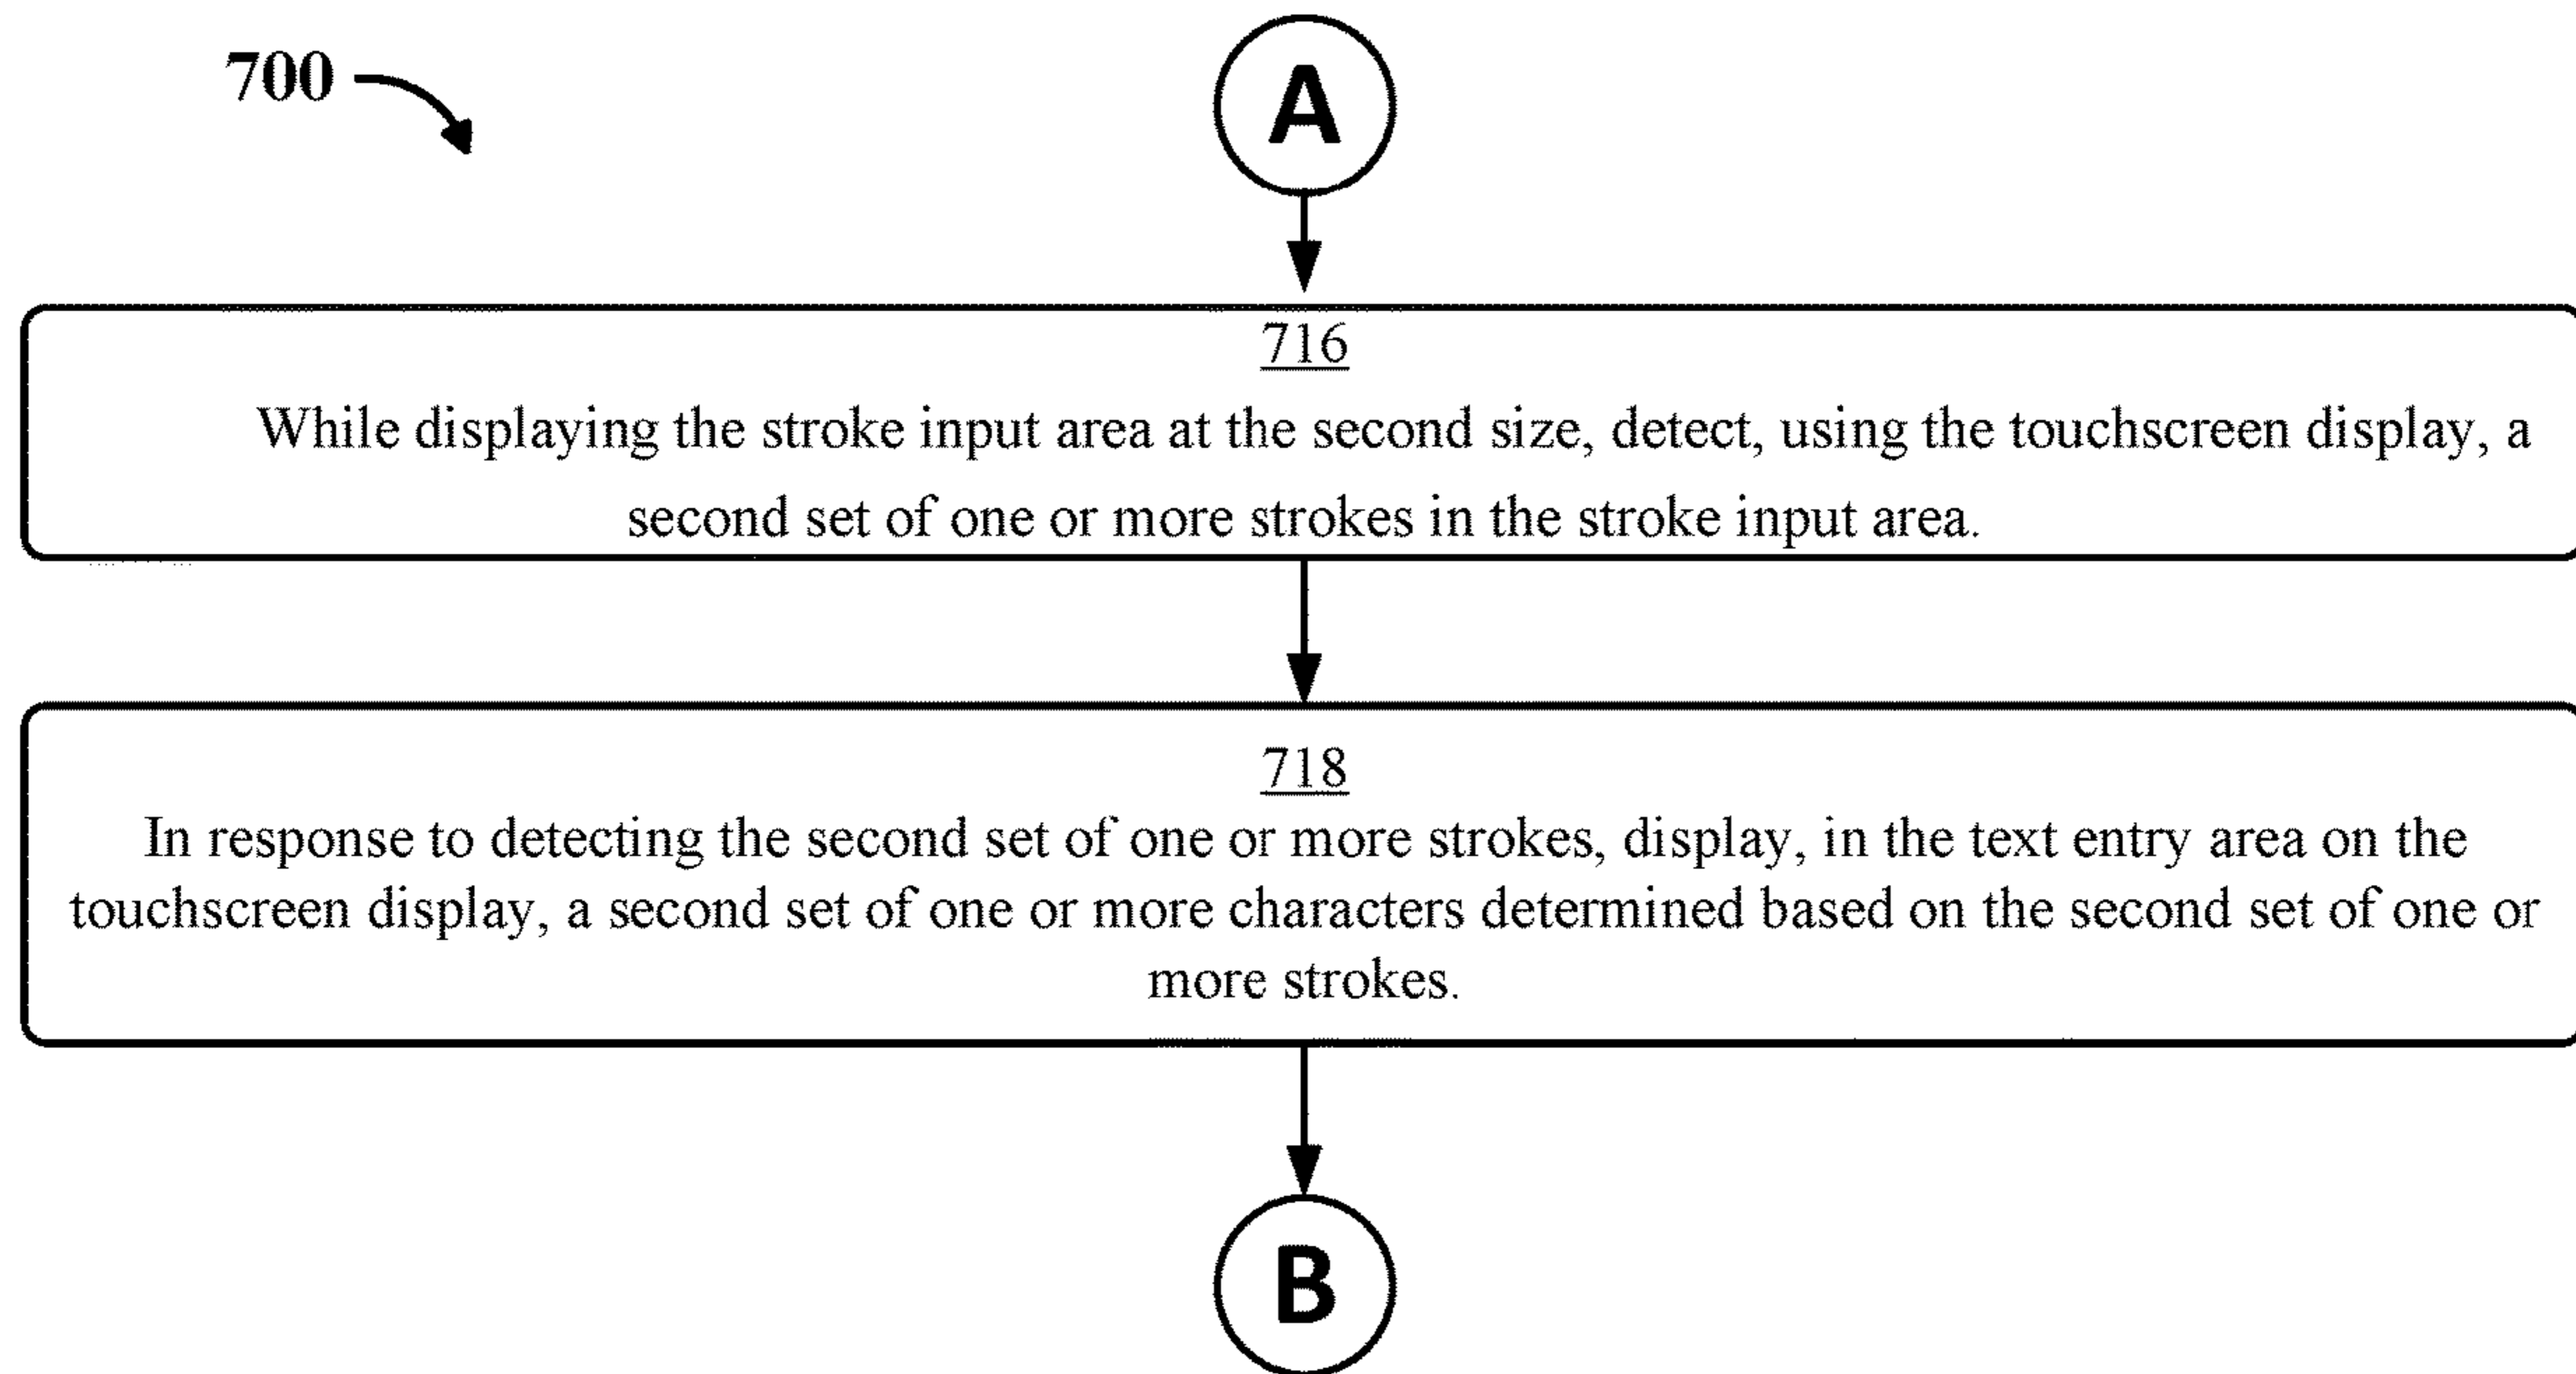 700
A
716
While displaying the stroke input area at the second size, detect, using the touchscreen display, a
second set of one or more strokes in the stroke input area.
718
In response to detecting the second set of one or more strokes, display, in the text entry area on the
touchscreen display, a second set of one or more characters determined based on the second set of one or
more strokes.
B